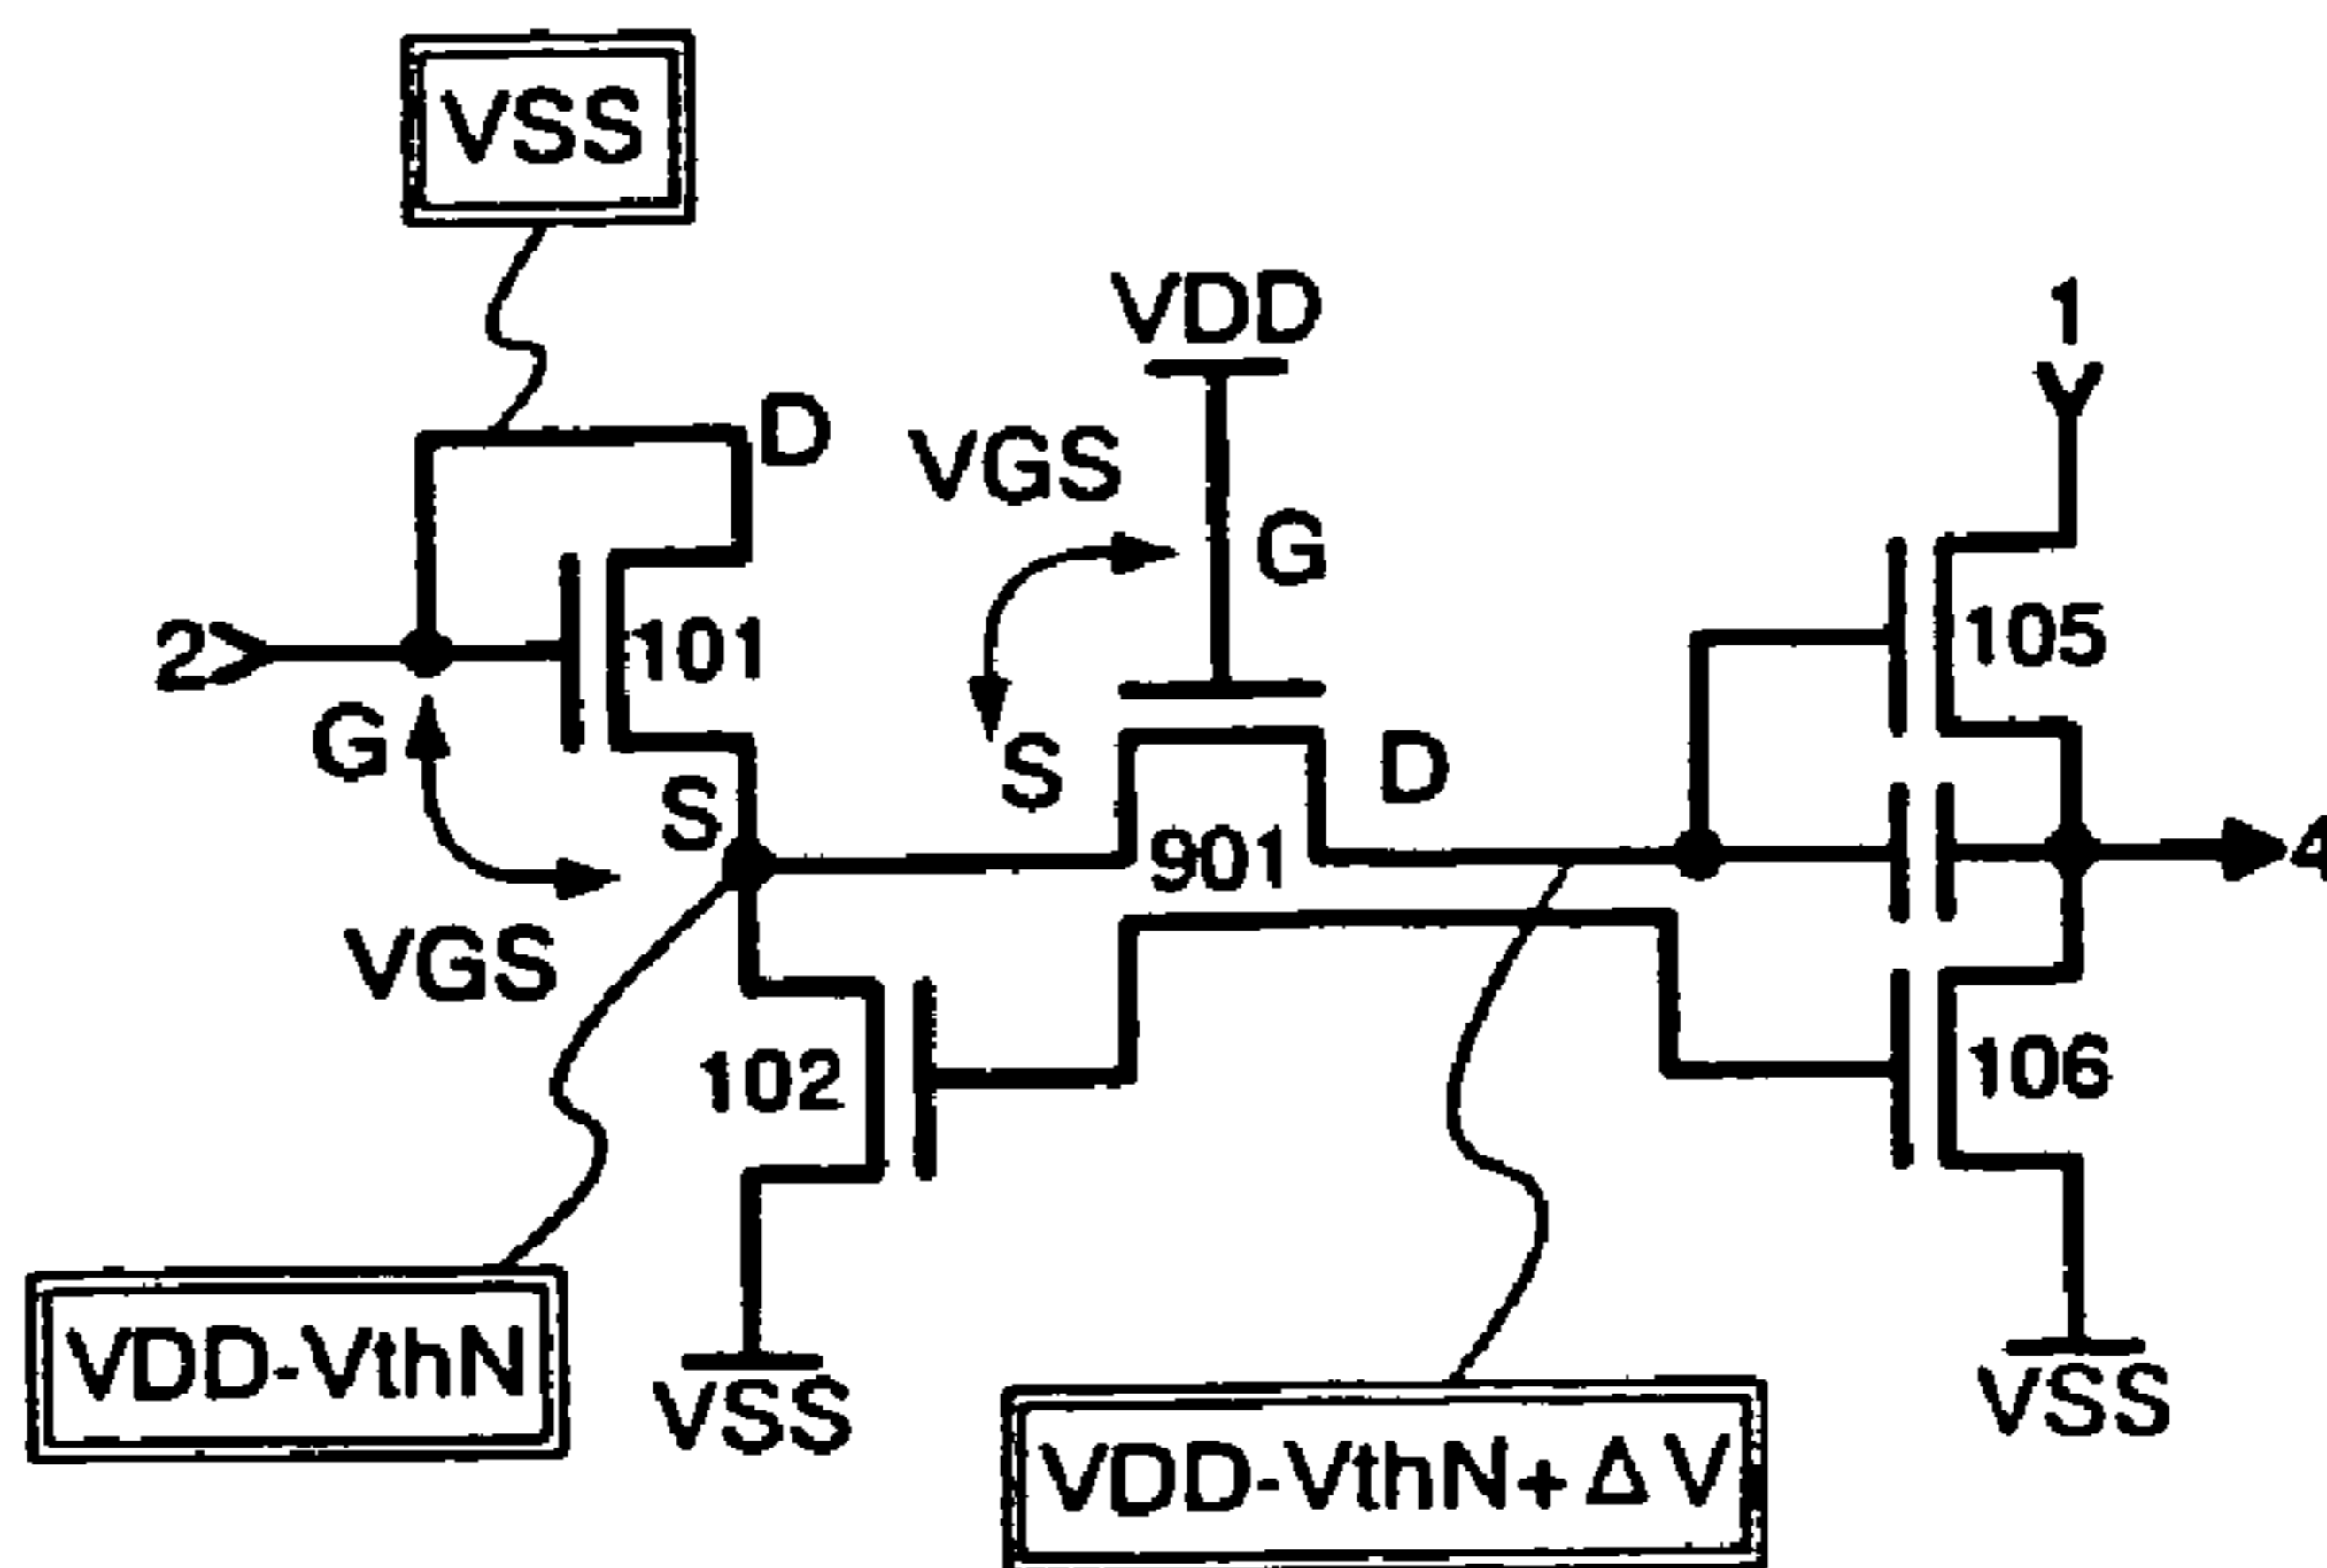 VSS
VDD
1
D
VGS
G
2
101
105
G
S
S
D
901
4
VGS
102
106
VDD-VthN
VSS
VSS
VDD-VthN+ΔV